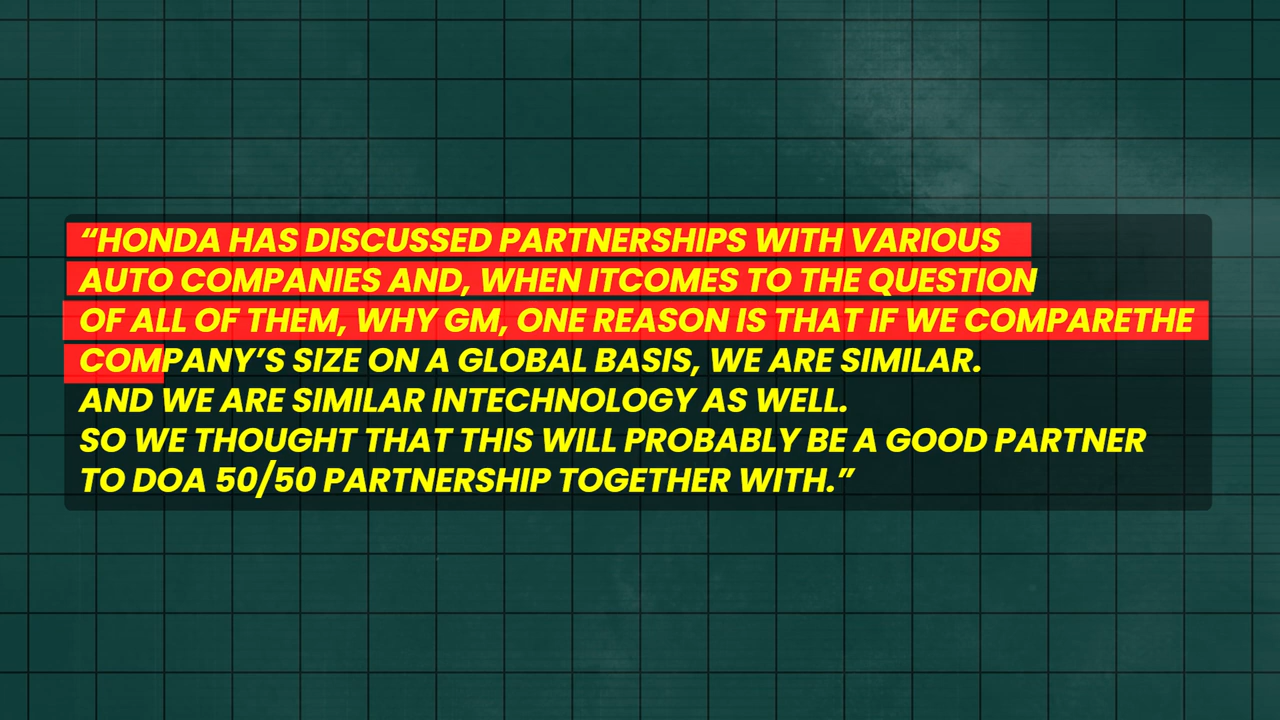 “HONDA HAS DISCUSSED PARTNERSHIPS WITH VARIOUS
AUTO COMPANIES AND, WHEN ITCOMES TO THE QUESTION
OF ALL OF THEM, WHY GM, ONE REASON IS THAT IF WE COMPARETHE
COMPANY’S SIZE ON A GLOBAL BASIS, WE ARE SIMILAR.
AND WE ARE SIMILAR INTECHNOLOGY AS WELL.
SO WE THOUGHT THAT THIS WILL PROBABLY BE A GOOD PARTNER
TO DOA 50/50 PARTNERSHIP TOGETHER WITH.”